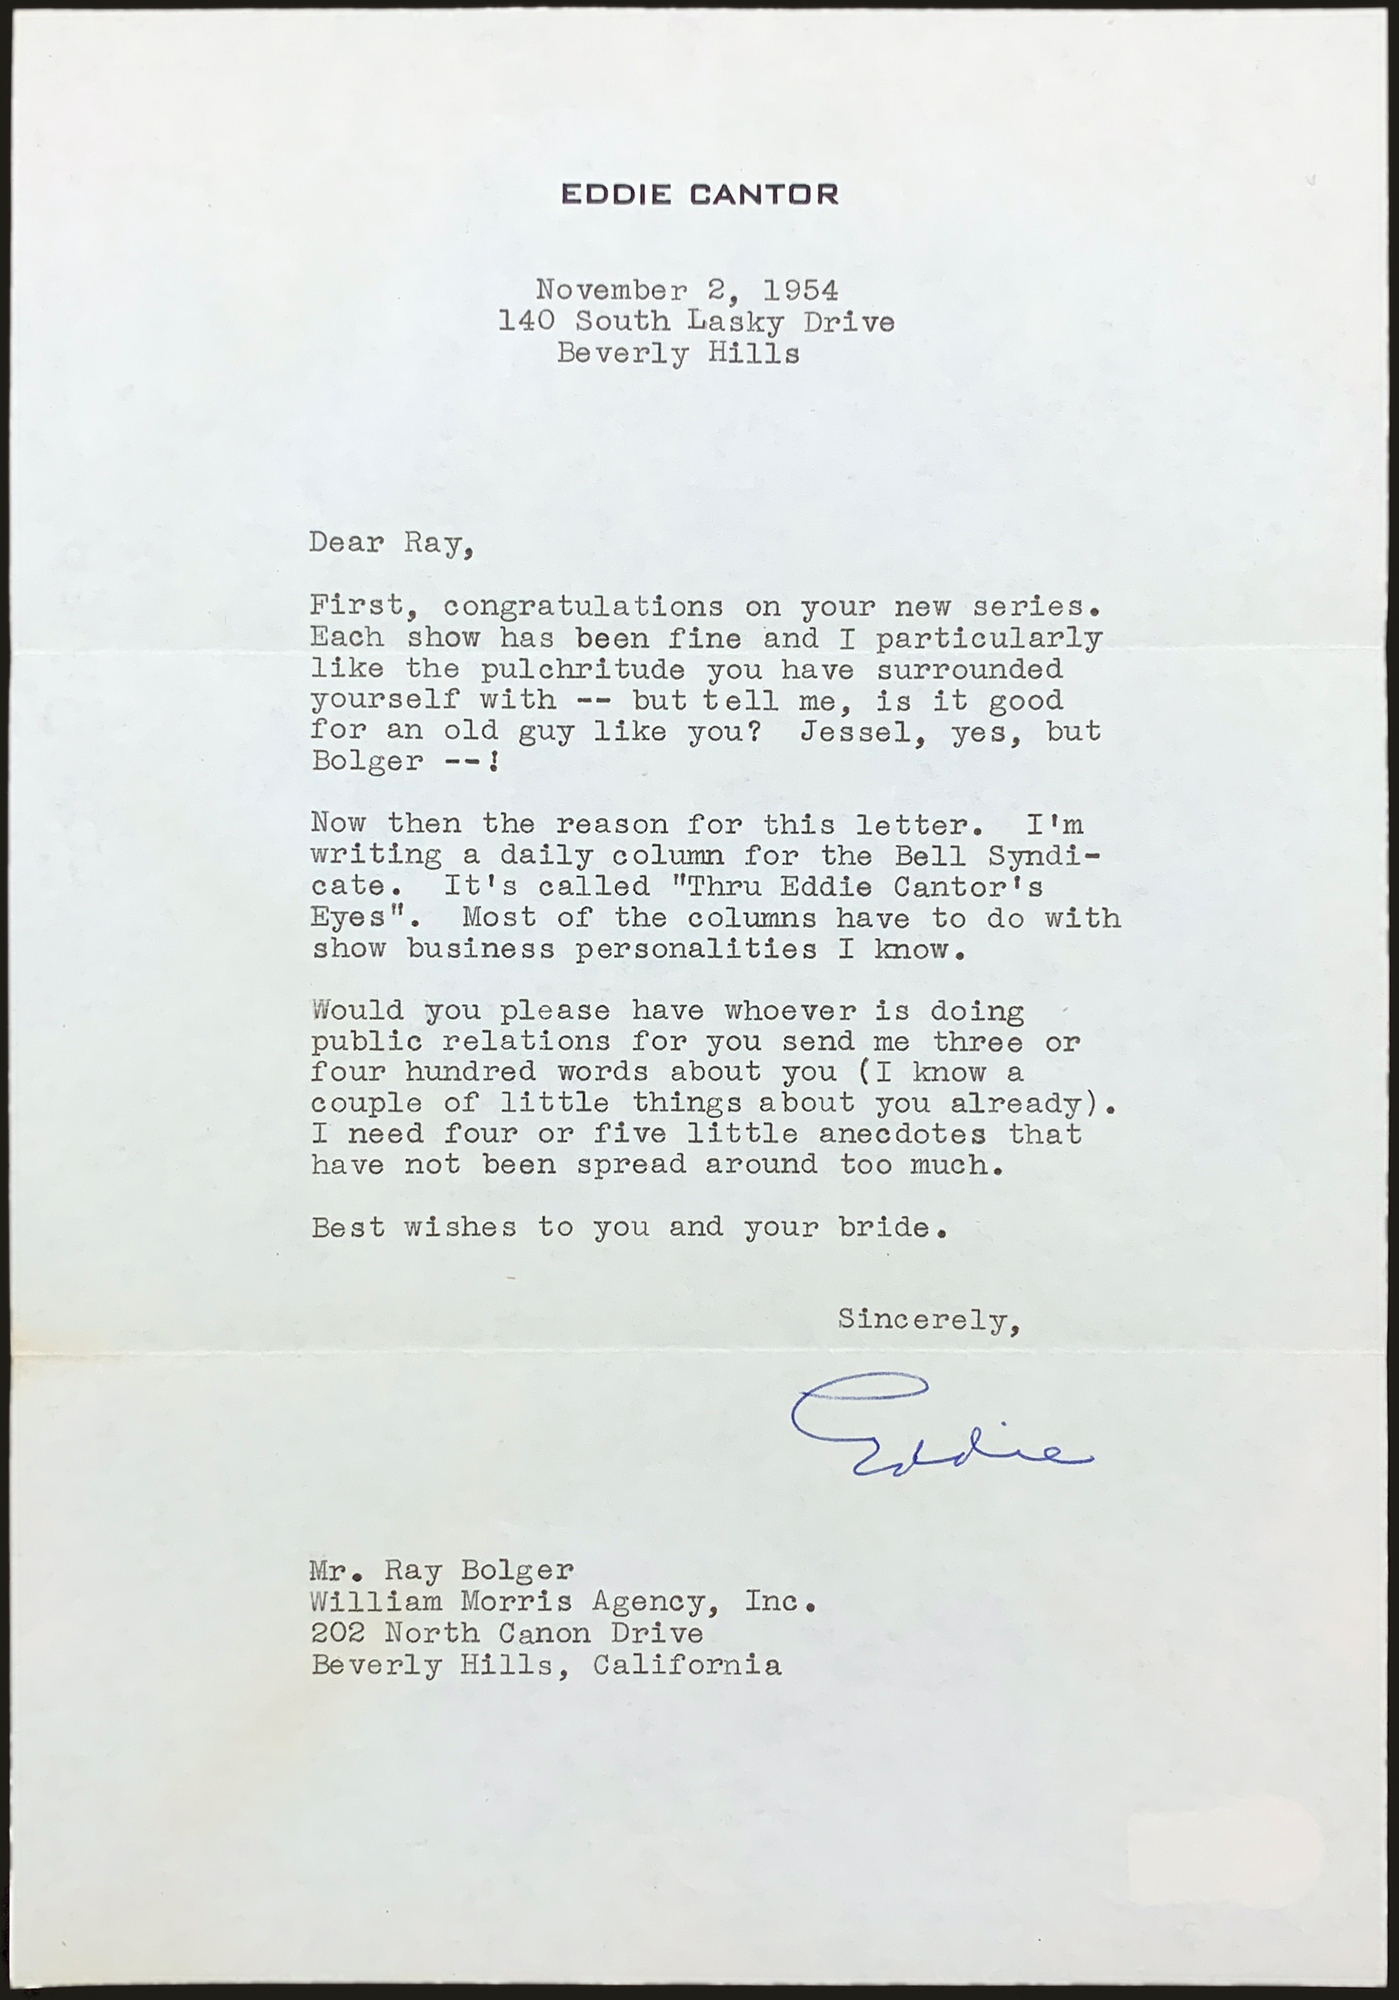 EDDIE CANTOR
November 2, 1954
140 South Lasky Drive
Beverly Hills
Dear Ray,
First, congratulations on your new series.
Each show has been fine and I particularly
like the pulchritude you have surrounded
yourself with -- but tell me, is it good
for an old guy like you?  Jessel, yes, but
Bolger --!
Now then the reason for this letter.  I'm
writing a daily column for the Bell Syndi-
cate.  It's called "Thru Eddie Cantor's
Eyes".  Most of the columns have to do with
show business personalities I know.
Would you please have whoever is doing
public relations for you send me three or
four hundred words about you (I know a
couple of little things about you already).
I need four or five little anecdotes that
have not been spread around too much.
Best wishes to you and your bride.
Sincerely,
Eddie
Mr. Ray Bolger
William Morris Agency, Inc.
202 North Canon Drive
Beverly Hills, California